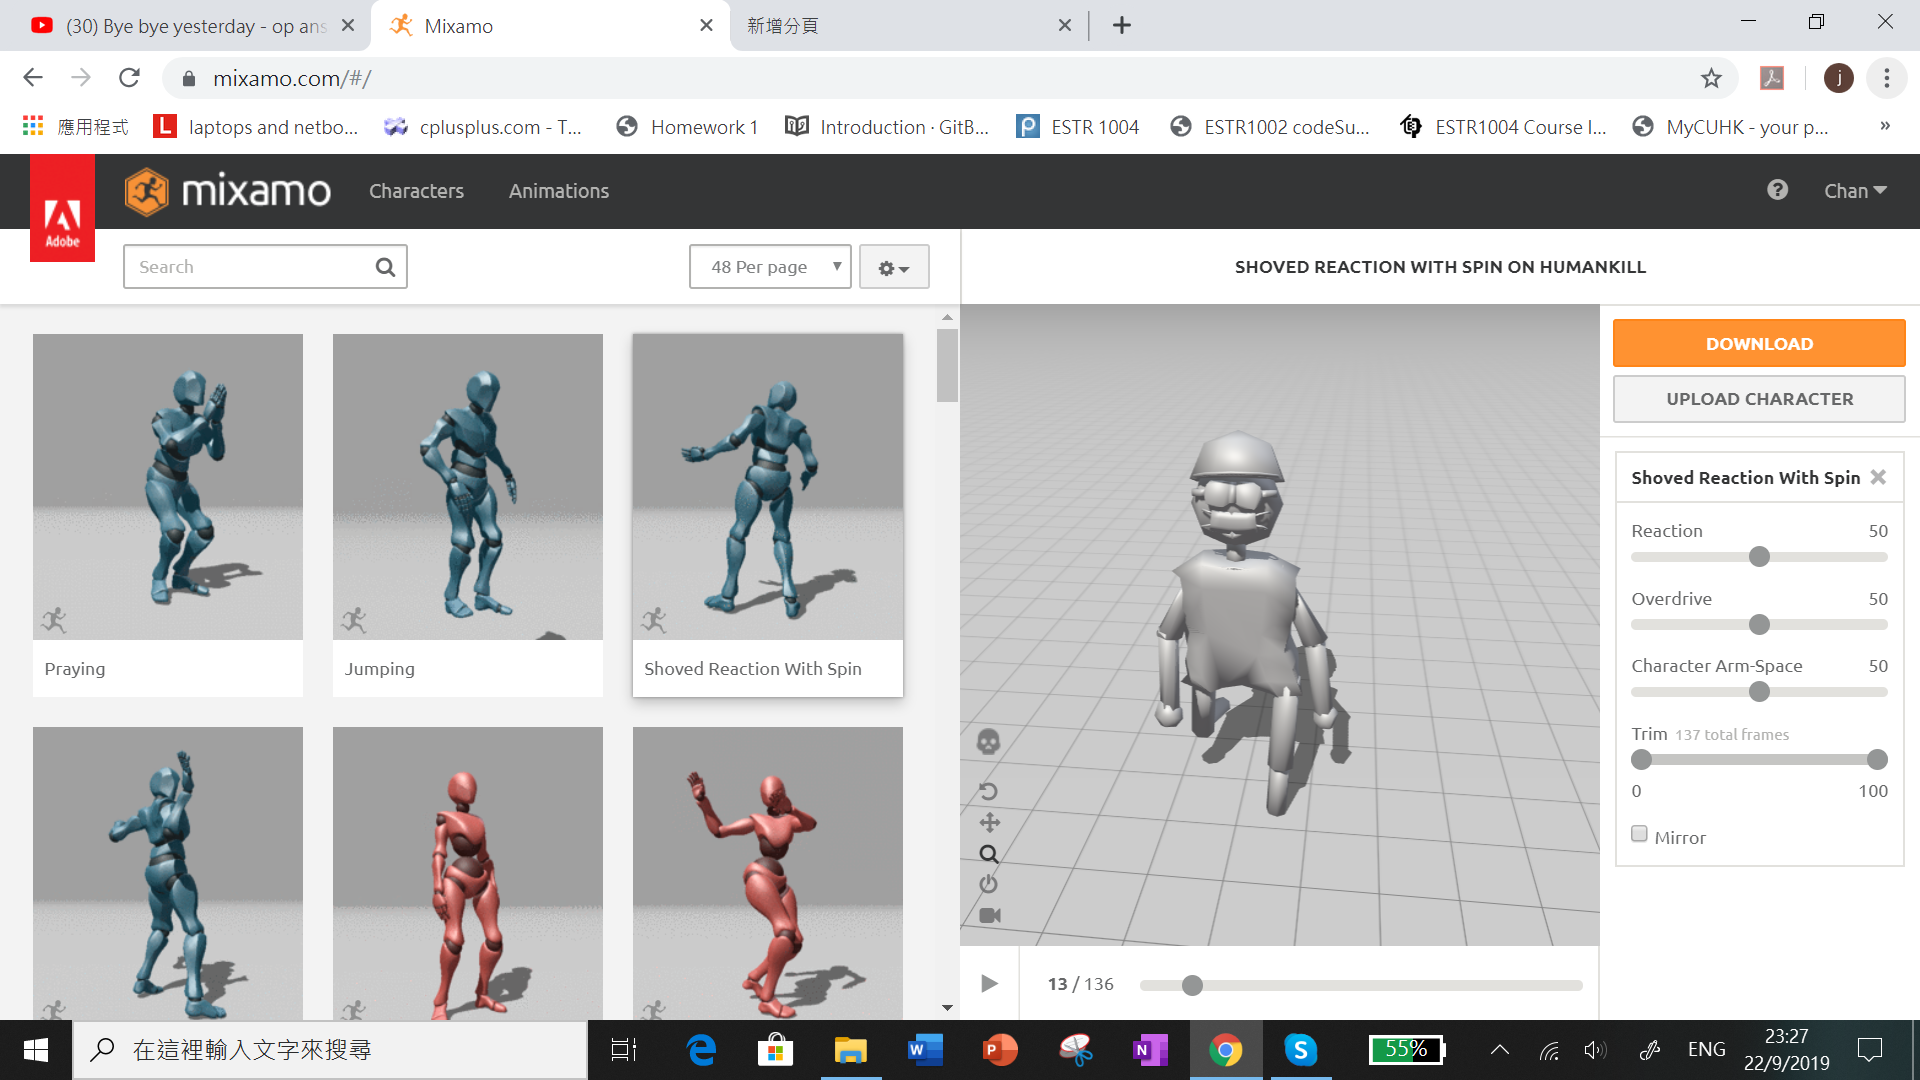 (30) Bye bye yesterday - op ans
Mixamo
新增分頁
mixamo.com/#/
j
應用程式
laptops and netbo...
cplusplus.com - T...
Homework 1
Introduction · GitB...
ESTR 1004
ESTR1002 codeSu...
ESTR1004 Course I...
MyCUHK - your p...
»
Adobe
mixamo
Characters
Animations
Chan
Search
48 Per page
SHOVED REACTION WITH SPIN ON HUMANKILL
Praying
Jumping
Shoved Reaction With Spin
DOWNLOAD
UPLOAD CHARACTER
Shoved Reaction With Spin
Reaction 50
Overdrive 50
Character Arm-Space 50
Trim 137 total frames
0 100
Mirror
13 / 136
在這裡輸入文字來搜尋
55%
ENG
23:27
22/9/2019